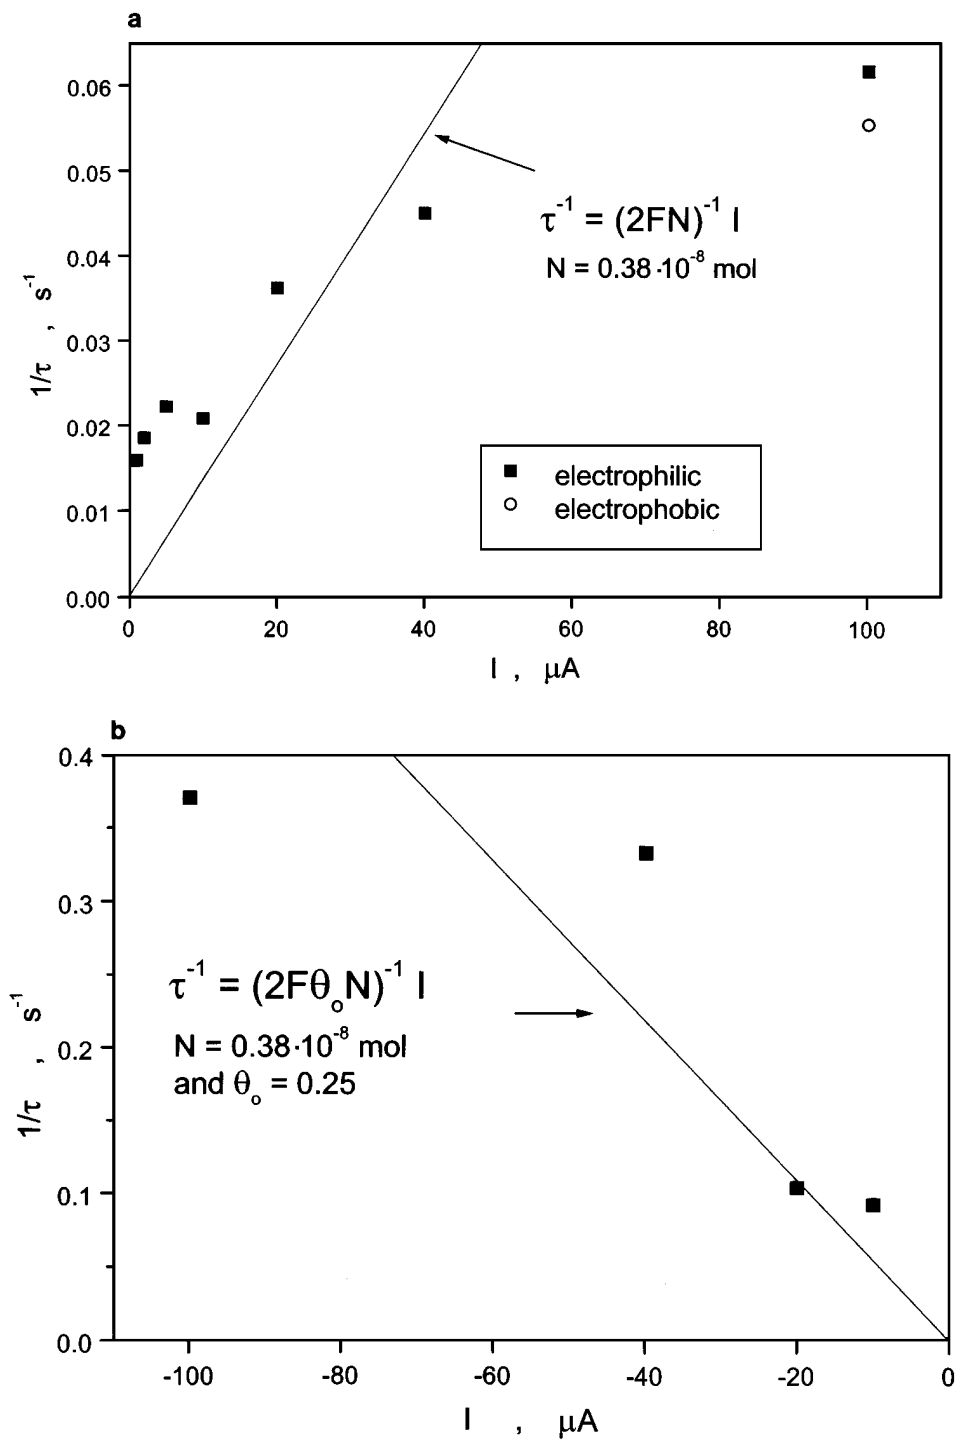 a
0.06
0.05
0.04
0.03
0.02
0.01
0.00
1/τ , s⁻¹
τ⁻¹ = (2FN)⁻¹ I
N = 0.38·10⁻⁸ mol
electrophilic
electrophobic
0 20 40 60 80 100
I , μA
b
0.4
0.3
0.2
0.1
0.0
1/τ , s⁻¹
τ⁻¹ = (2FθₒN)⁻¹ I
N = 0.38·10⁻⁸ mol
and θₒ = 0.25
-100 -80 -60 -40 -20 0
I , μA